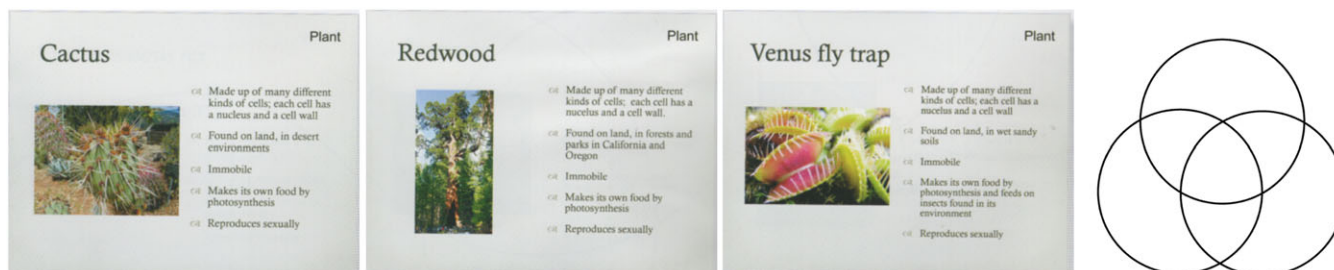 Plant
Cactus
Made up of many different
kinds of cells; each cell has
a nucleus and a cell wall
Found on land, in desert
environments
Immobile
Makes its own food by
photosynthesis
Reproduces sexually
Plant
Redwood
Made up of many different
kinds of cells; each cell has a
nucelus and a cell wall.
Found on land, in forests and
parks in California and
Oregon
Immobile
Makes its own food by
photosynthesis
Reproduces sexually
Plant
Venus fly trap
Made up of many different
kinds of cells; each cell has a
nucelus and a cell wall
Found on land, in wet sandy
soils
Immobile
Makes its own food by
photosynthesis and feeds on
insects found in its
environment
Reproduces sexually